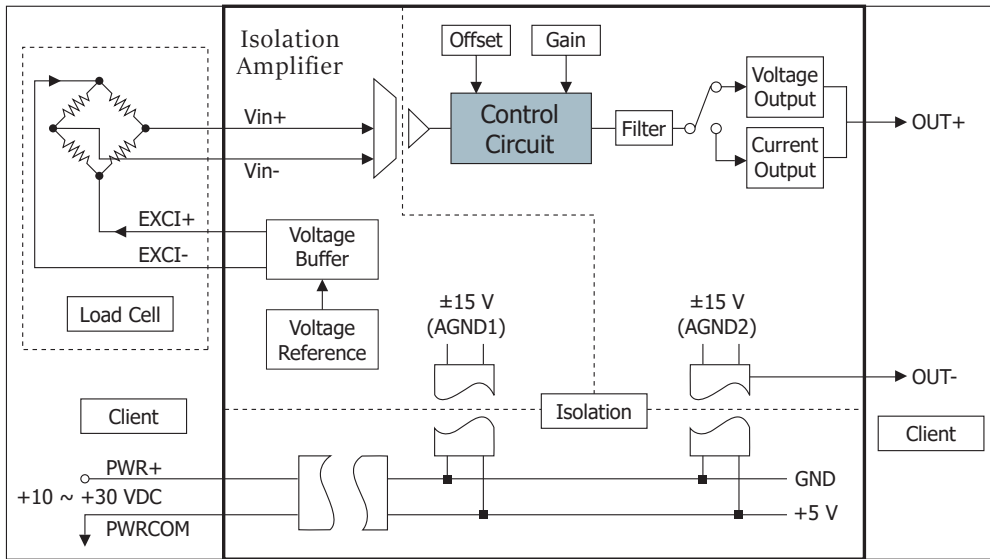 Isolation
Amplifier
Offset
Gain
Control
Circuit
Filter
Voltage
Output
Current
Output
OUT+
Vin+
Vin-
EXCI+
EXCI-
Voltage
Buffer
Voltage
Reference
Load Cell
±15 V
(AGND1)
±15 V
(AGND2)
OUT-
Isolation
Client
Client
PWR+
+10 ~ +30 VDC
PWRCOM
GND
+5 V